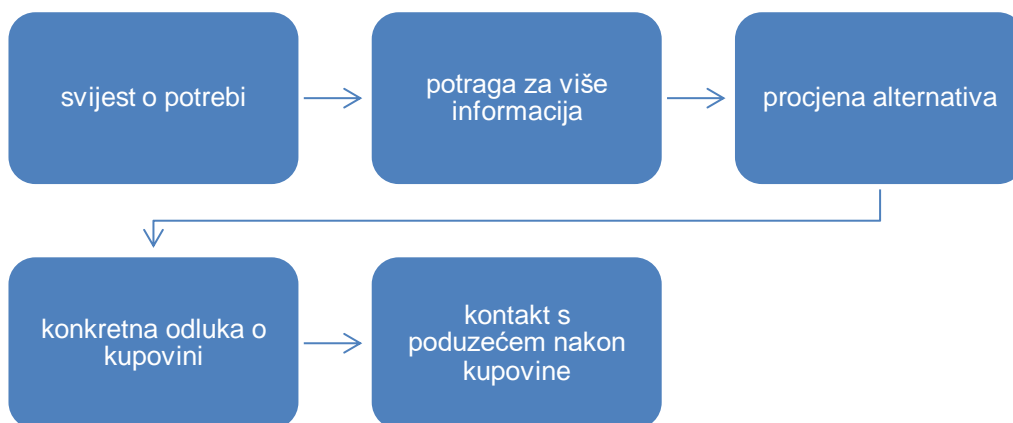 svijest o potrebi
potraga za više
informacija
procjena alternativa
konkretna odluka o
kupovini
kontakt s
poduzećem nakon
kupovine